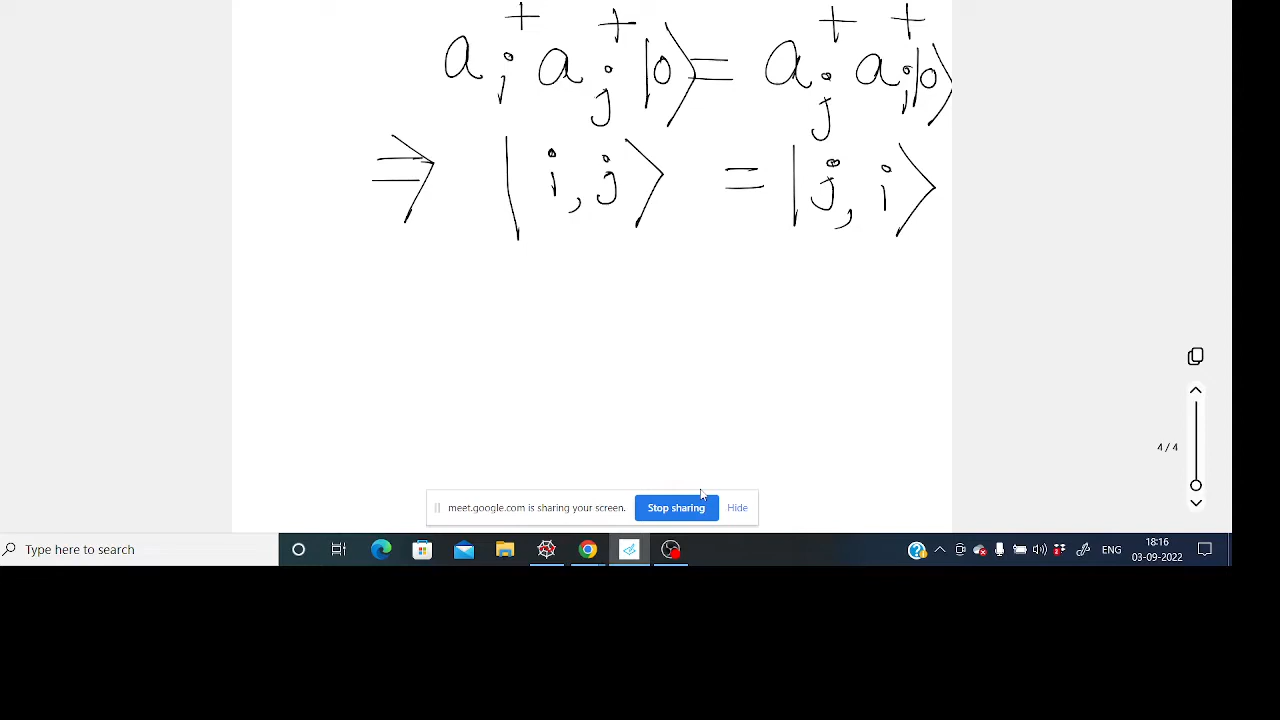 a_i^+ a_j^+ |0⟩ = a_j^+ a_i^+ |0⟩
⇒ |i, j⟩ = |j, i⟩
4 / 4
meet.google.com is sharing your screen. Stop sharing Hide
Type here to search
ENG
18:16
03-09-2022